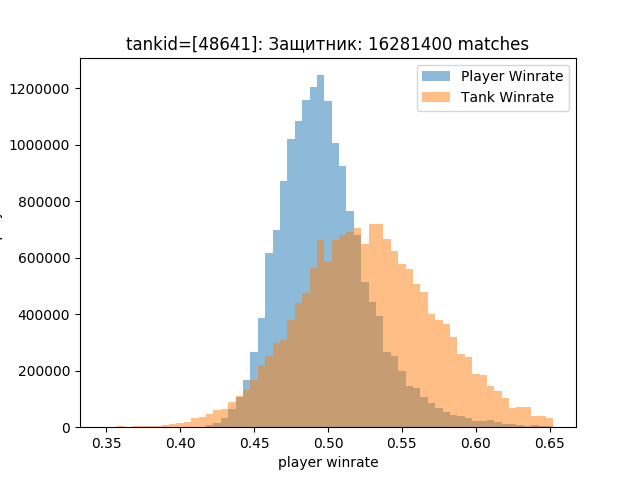 tankid=[48641]: Защитник: 16281400 matches
Player Winrate
Tank Winrate
1200000
1000000
800000
600000
400000
200000
0
0.35 0.40 0.45 0.50 0.55 0.60 0.65
player winrate